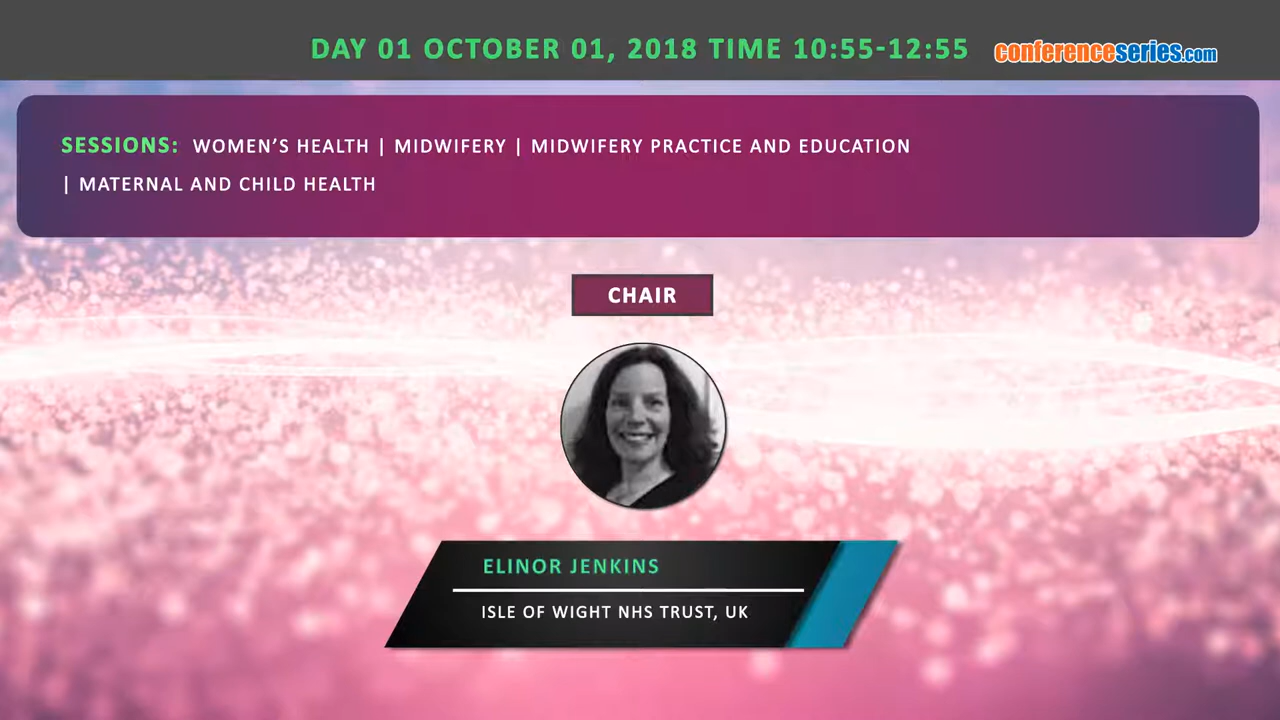 DAY 01 OCTOBER 01, 2018 TIME 10:55-12:55
conferenceseries.com
SESSIONS: WOMEN’S HEALTH | MIDWIFERY | MIDWIFERY PRACTICE AND EDUCATION
| MATERNAL AND CHILD HEALTH
CHAIR
ELINOR JENKINS
ISLE OF WIGHT NHS TRUST, UK